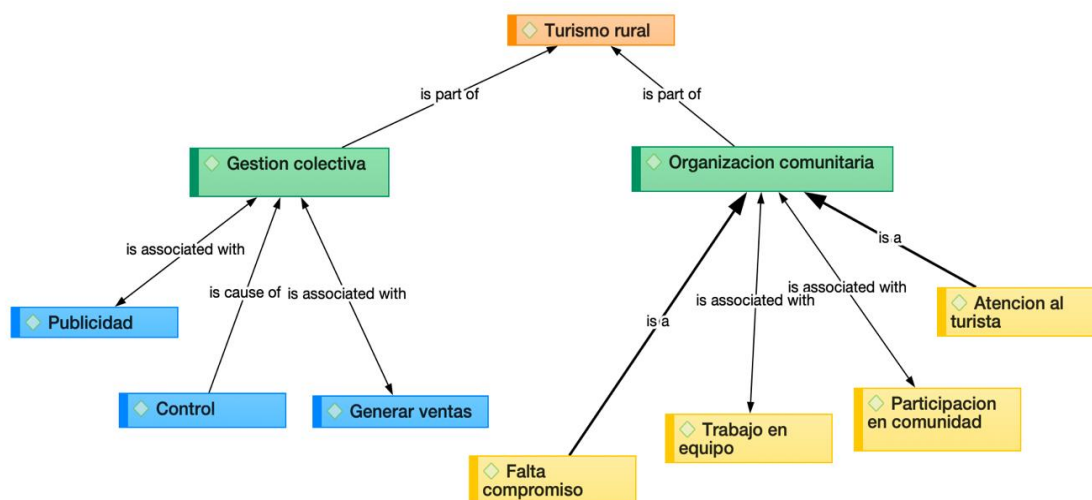 Turismo rural
is part of
is part of
Gestion colectiva
Organizacion comunitaria
is associated with
is cause of
is associated with
is a
is associated with
is associated with
is a
Publicidad
Control
Generar ventas
Atencion al
turista
Participacion
en comunidad
Trabajo en
equipo
Falta
compromiso